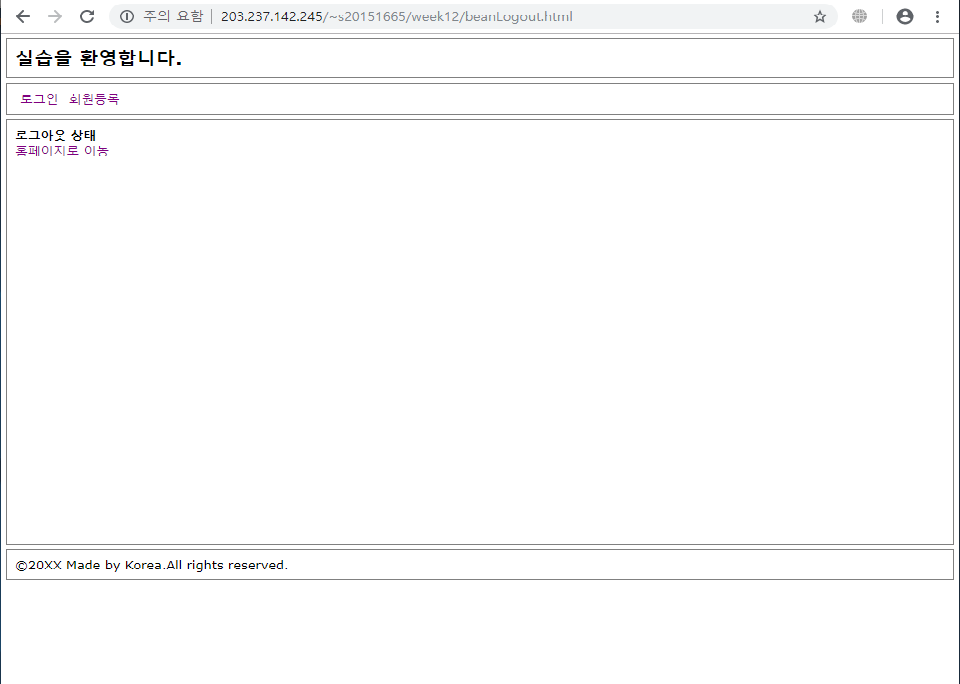 주의 요함 203.237.142.245/~s20151665/week12/beanLogout.html
실습을 환영합니다.
로그인 회원등록
로그아웃 상태
홈페이지로 이동
©20XX Made by Korea.All rights reserved.